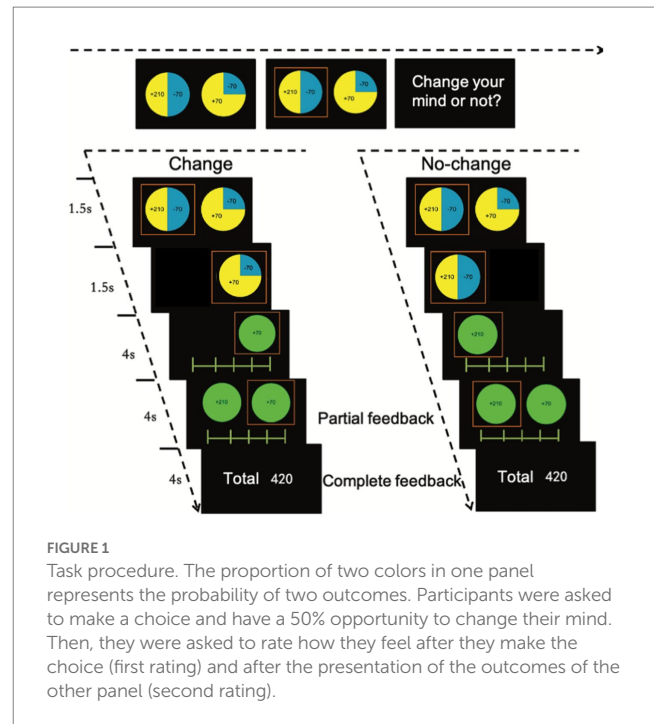 +210 -70 -70 +70
+210 -70 -70 +70
Change your
mind or not?
Change
No-change
1.5s
+210 -70 -70 +70
+210 -70 -70 +70
1.5s
-70 +70
+210 -70
4s
+70
+210
4s
+210 +70
+210 +70
Partial feedback
4s
Total 420
Complete feedback
Total 420
FIGURE 1
Task procedure. The proportion of two colors in one panel
represents the probability of two outcomes. Participants were asked
to make a choice and have a 50% opportunity to change their mind.
Then, they were asked to rate how they feel after they make the
choice (first rating) and after the presentation of the outcomes of the
other panel (second rating).